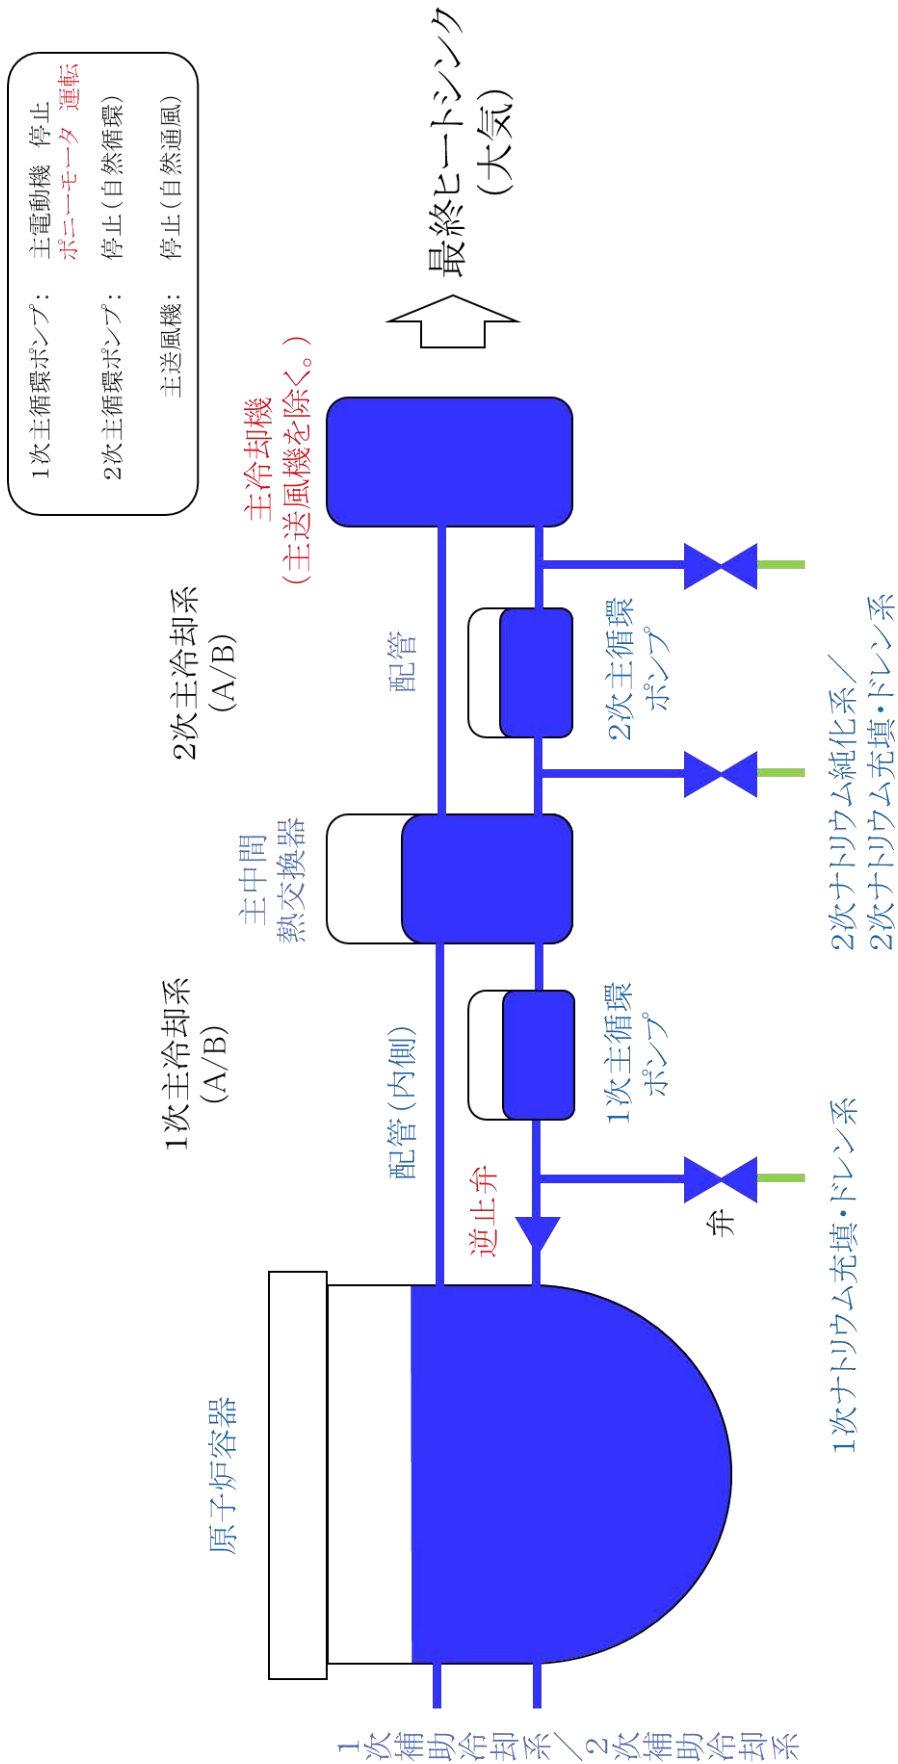 1次主循環ポンプ: 主電動機 停止
ポニーモータ 運転
2次主循環ポンプ: 停止(自然循環)
主送風機: 停止(自然通風)
原子炉容器
1次主冷却系
(A/B)
2次主冷却系
(A/B)
主中間
熱交換器
主冷却機
(主送風機を除く。)
最終ヒートシンク
(大気)
配管(内側)
配管
逆止弁
1次主循環
ポンプ
2次主循環
ポンプ
弁
1次補助冷却系/2次補助冷却系
1次ナトリウム充填・ドレン系
2次ナトリウム純化系/
2次ナトリウム充填・ドレン系